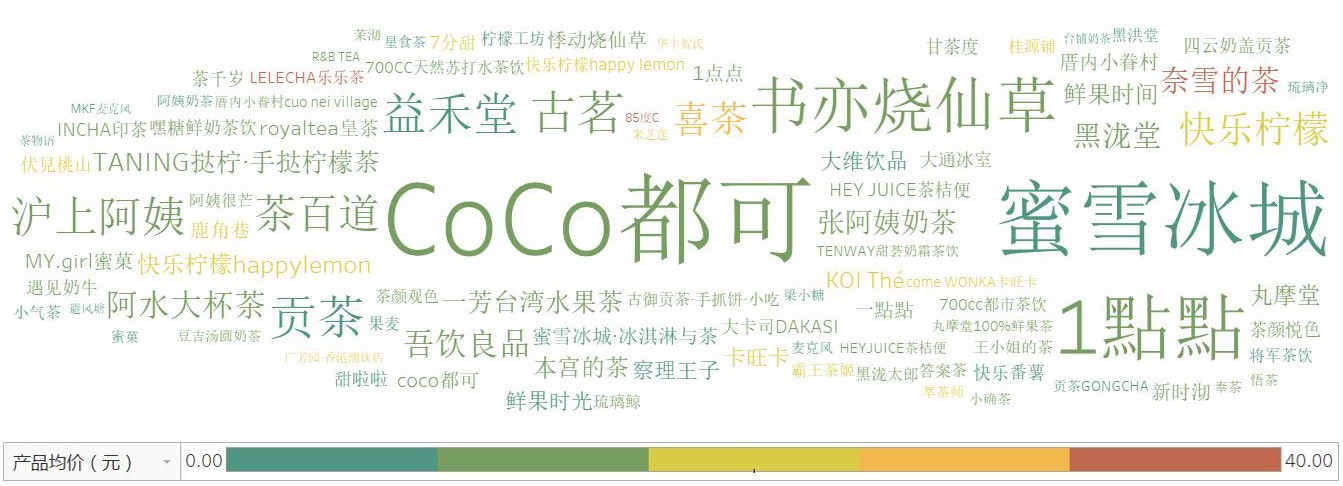 茉沏 星食茶 7分甜 柠檬工坊 悸动烧仙草 华丰贺氏 甘茶度 桂源铺 台铺奶茶 黑洪堂 四云奶盖贡茶
R&B TEA 700CC天然苏打水茶饮 快乐柠檬happy lemon 1点点 厝内小眷村
茶千岁 LELECHA乐乐茶 奈雪的茶 琉璃净
MKF麦克风 阿姨奶茶 厝内小眷村cuo nei village 益禾堂 古茗 85度C 喜茶 书亦烧仙草 鲜果时间
茶物语 INCHA印茶 嘿糖鲜奶茶饮 royaltea皇茶 米芝莲 黑泷堂 快乐柠檬
伏見桃山 TANING挞柠·手挞柠檬茶 大维饮品 大通冰室
沪上阿姨 阿姨很芒 茶百道 CoCo都可 HEY JUICE茶桔便 蜜雪冰城
鹿角巷 张阿姨奶茶
MY.girl蜜菓 快乐柠檬happylemon TENWAY甜荟奶霜茶饮
遇见奶牛 KOI Thé come WONKA卡旺卡
小气茶 避风塘 阿水大杯茶 贡茶 茶颜观色 一芳台湾水果茶 古御贡茶·手抓饼·小吃 梁小糖 一點點 700cc都市茶饮 1點點 丸摩堂
蜜菓 豆吉汤圆奶茶 果麦 吾饮良品 蜜雪冰城·冰淇淋与茶 大卡司DAKASI 丸摩堂100%鲜果茶 茶颜悦色
广芳园·香港潮饮店 本宫的茶 察理王子 卡旺卡 麦克风 HEYJUICE茶桔便 王小姐的茶 将军茶饮
甜啦啦 coco都可 霸王茶姬 黑泷太郎 答案茶 快乐番薯 贡茶GONGCHA 新时沏 奉茶 悟茶
鲜果时光 琉璃鲸 萃茶师 小确茶
产品均价（元） 0.00 40.00